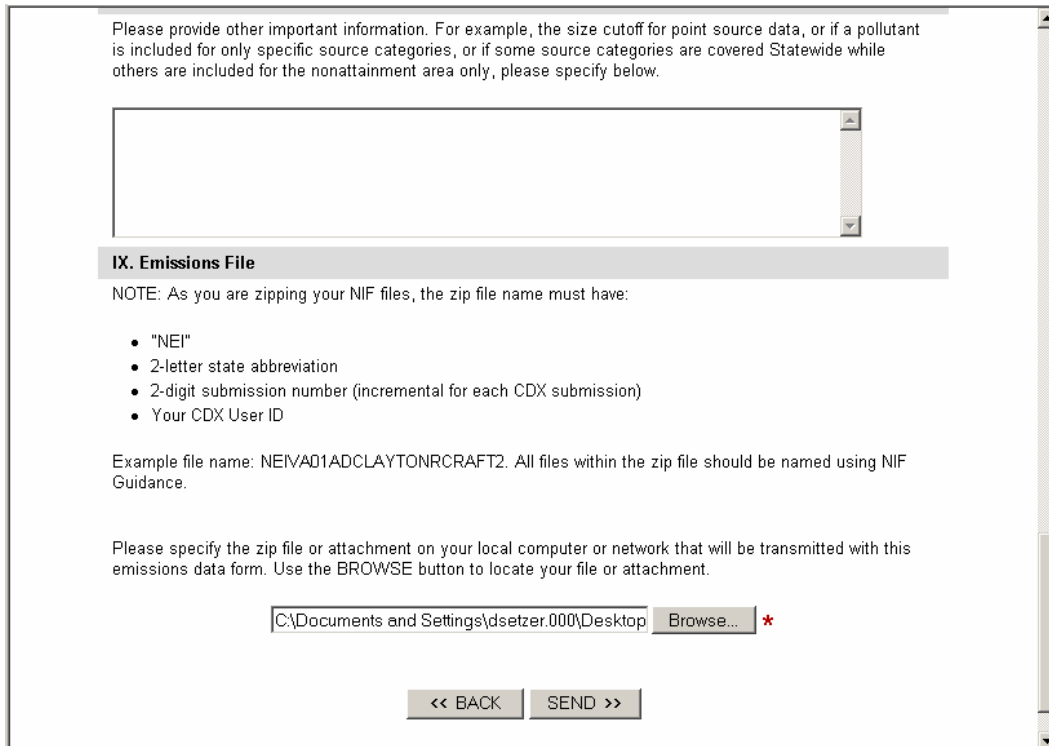 Please provide other important information. For example, the size cutoff for point source data, or if a pollutant
is included for only specific source categories, or if some source categories are covered Statewide while
others are included for the nonattainment area only, please specify below.
IX. Emissions File
NOTE: As you are zipping your NIF files, the zip file name must have:
• "NEI"
• 2-letter state abbreviation
• 2-digit submission number (incremental for each CDX submission)
• Your CDX User ID
Example file name: NEIVA01ADCLAYTONRCRAFT2. All files within the zip file should be named using NIF
Guidance.
Please specify the zip file or attachment on your local computer or network that will be transmitted with this
emissions data form. Use the BROWSE button to locate your file or attachment.
C:\Documents and Settings\dsetzer.000\Desktop Browse... *
<< BACK SEND >>